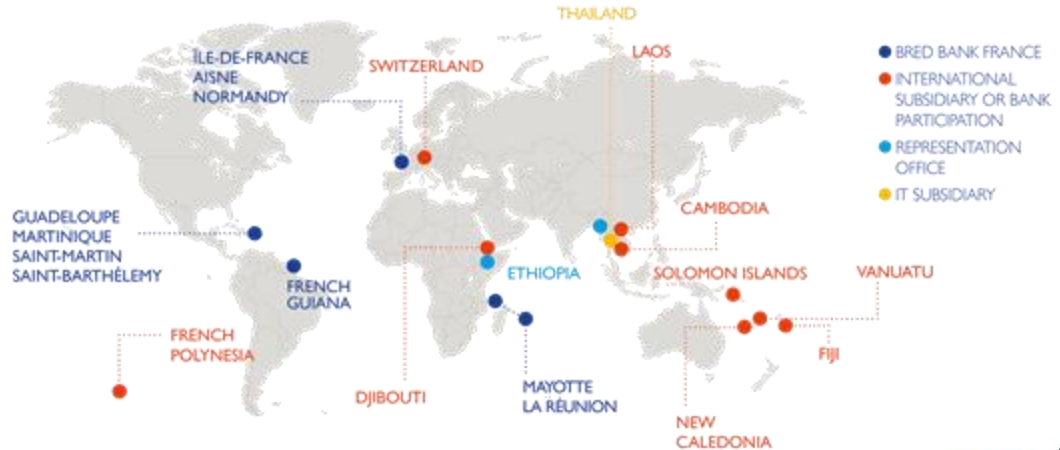 THAILAND
LAOS
ÎLE-DE-FRANCE
AISNE
NORMANDY
SWITZERLAND
BRED BANK FRANCE
INTERNATIONAL
SUBSIDIARY OR BANK
PARTICIPATION
REPRESENTATION
OFFICE
IT SUBSIDIARY
GUADELOUPE
MARTINIQUE
SAINT-MARTIN
SAINT-BARTHÉLEMY
CAMBODIA
ETHIOPIA
SOLOMON ISLANDS
VANUATU
FRENCH
GUIANA
FRENCH
POLYNESIA
FIJI
DJIBOUTI
MAYOTTE
LA RÉUNION
NEW
CALEDONIA